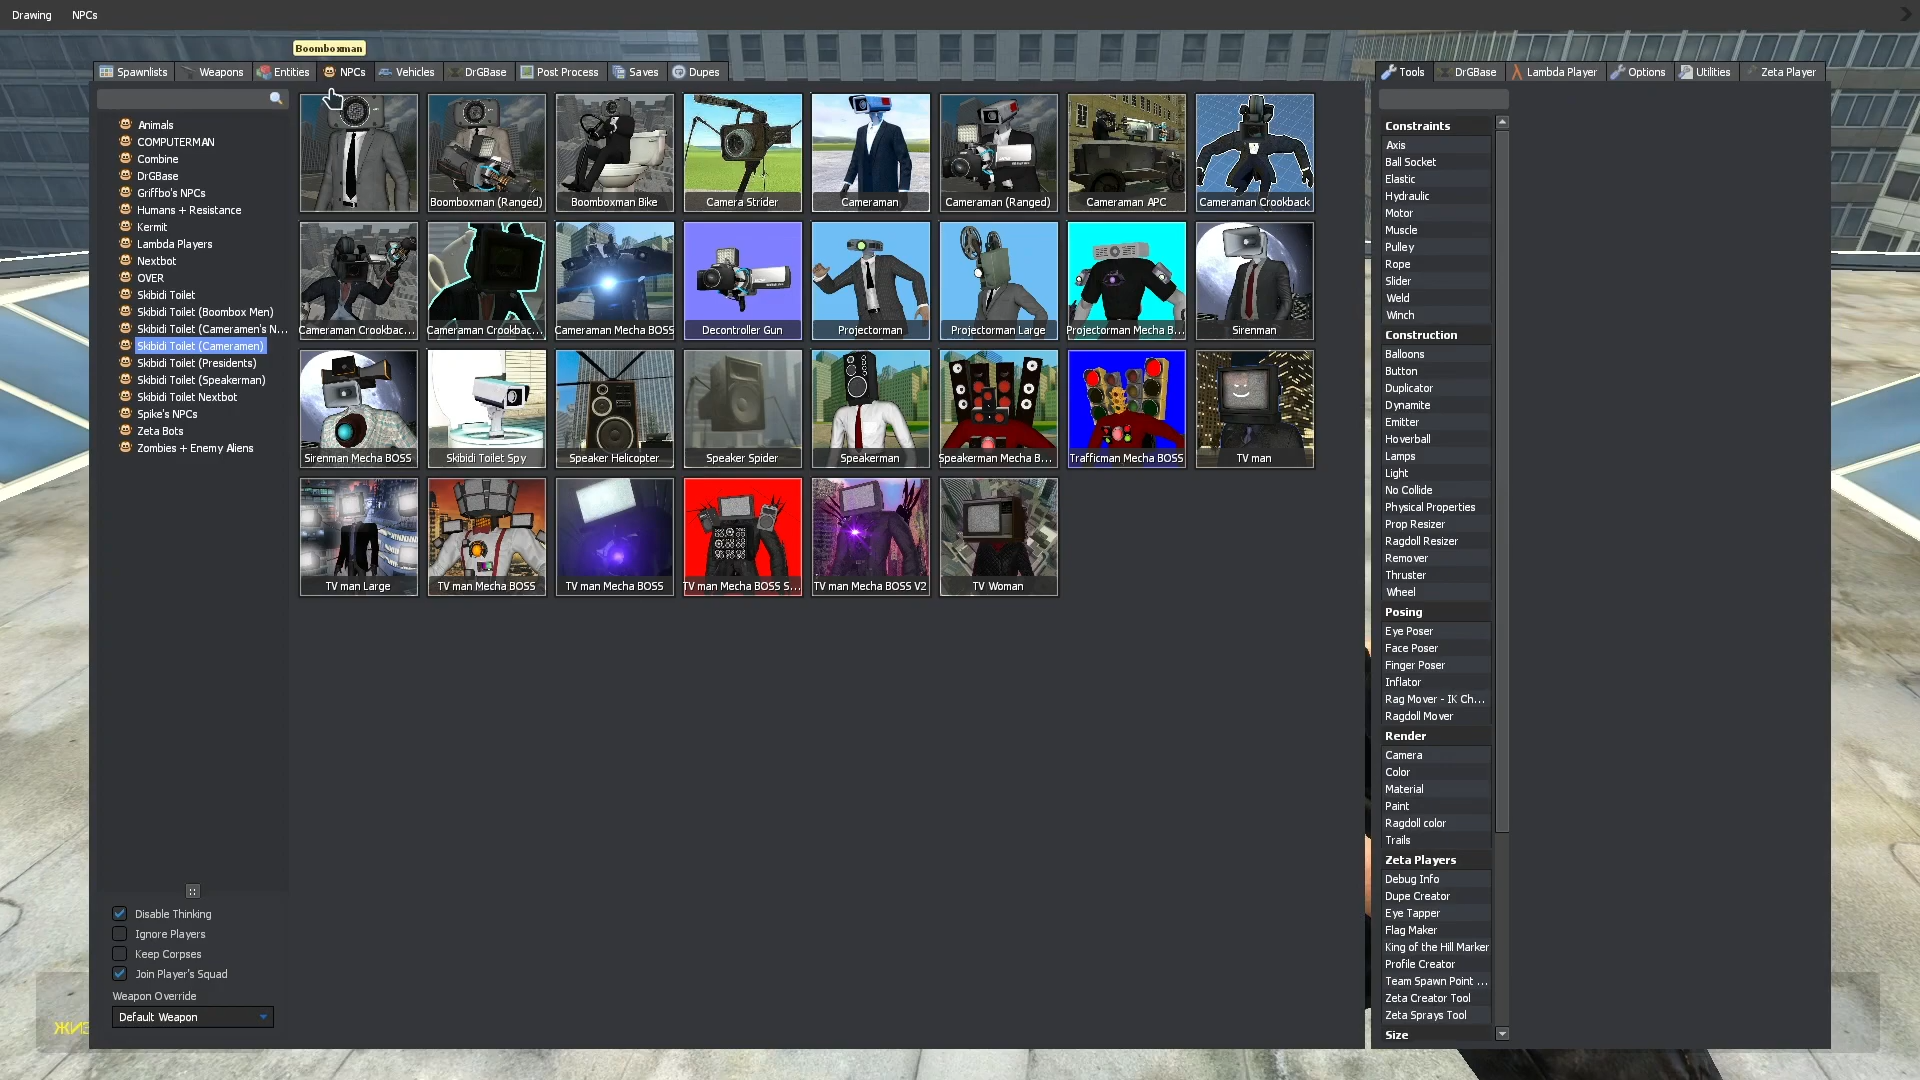 Drawing NPCs
Boomboxman
Spawnlists Weapons Entities NPCs Vehicles DrGBase Post Process Saves Dupes
Animals
COMPUTERMAN
Combine
DrGBase
Griffbo's NPCs
Humans + Resistance
Kermit
Lambda Players
Nextbot
OVER
Skibidi Toilet
Skibidi Toilet (Boombox Men)
Skibidi Toilet (Cameramen's N...
Skibidi Toilet (Cameramen)
Skibidi Toilet (Presidents)
Skibidi Toilet (Speakerman)
Skibidi Toilet Nextbot
Spike's NPCs
Zeta Bots
Zombies + Enemy Aliens
Disable Thinking
Ignore Players
Keep Corpses
Join Player's Squad
Weapon Override
Default Weapon
Boomboxman (Ranged) Boomboxman Bike Camera Strider Cameraman Cameraman (Ranged) Cameraman APC Cameraman Crookback
Cameraman Crookbac... Cameraman Crookbac... Cameraman Mecha BOSS Decontroller Gun Projectorman Projectorman Large Projectorman Mecha B... Sirenman
Sirenman Mecha BOSS Skibidi Toilet Spy Speaker Helicopter Speaker Spider Speakerman Speakerman Mecha B... Trafficman Mecha BOSS TV man
TV man Large TV man Mecha BOSS TV man Mecha BOSS TV man Mecha BOSS S... TV man Mecha BOSS V2 TV Woman
Tools DrGBase Lambda Player Options Utilities Zeta Player
Constraints
Axis
Ball Socket
Elastic
Hydraulic
Motor
Muscle
Pulley
Rope
Slider
Weld
Winch
Construction
Balloons
Button
Duplicator
Dynamite
Emitter
Hoverball
Lamps
Light
No Collide
Physical Properties
Prop Resizer
Ragdoll Resizer
Remover
Thruster
Wheel
Posing
Eye Poser
Face Poser
Finger Poser
Inflator
Rag Mover - IK Ch...
Ragdoll Mover
Render
Camera
Color
Material
Paint
Ragdoll color
Trails
Zeta Players
Debug Info
Dupe Creator
Eye Tapper
Flag Maker
King of the Hill Marker
Profile Creator
Team Spawn Point ...
Zeta Creator Tool
Zeta Sprays Tool
Size